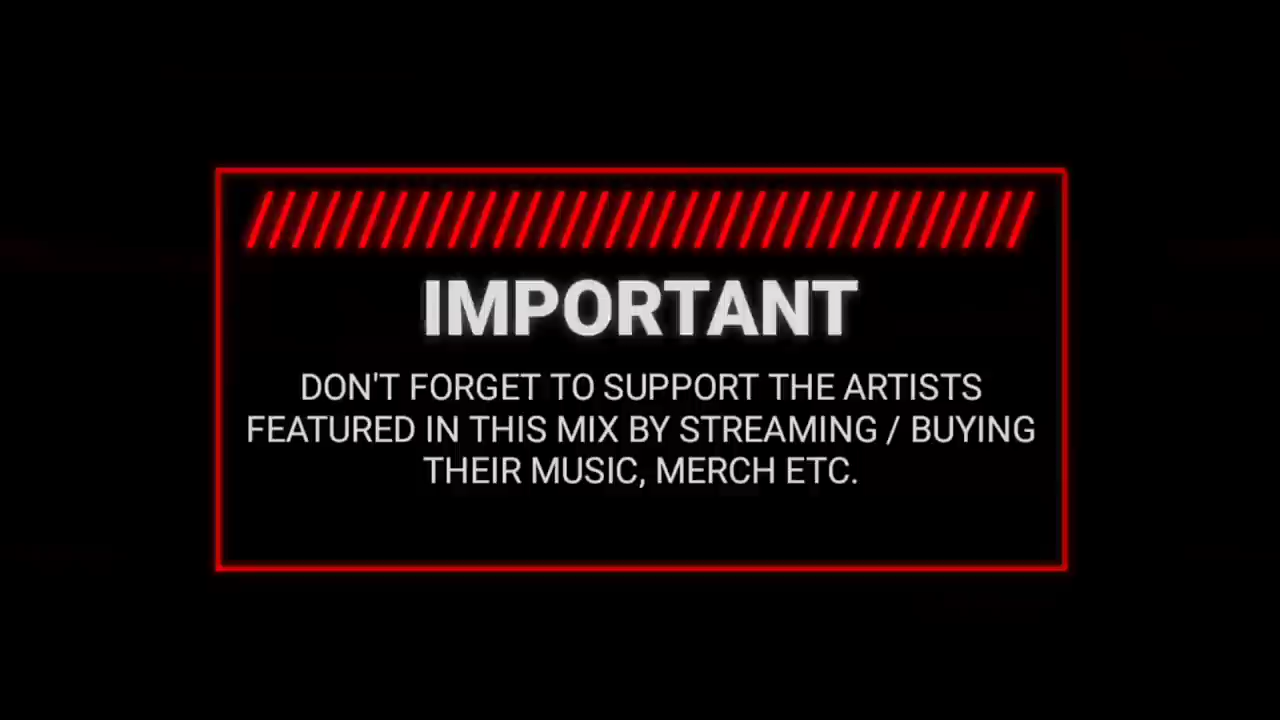 IMPORTANT
DON'T FORGET TO SUPPORT THE ARTISTS
FEATURED IN THIS MIX BY STREAMING / BUYING
THEIR MUSIC, MERCH ETC.